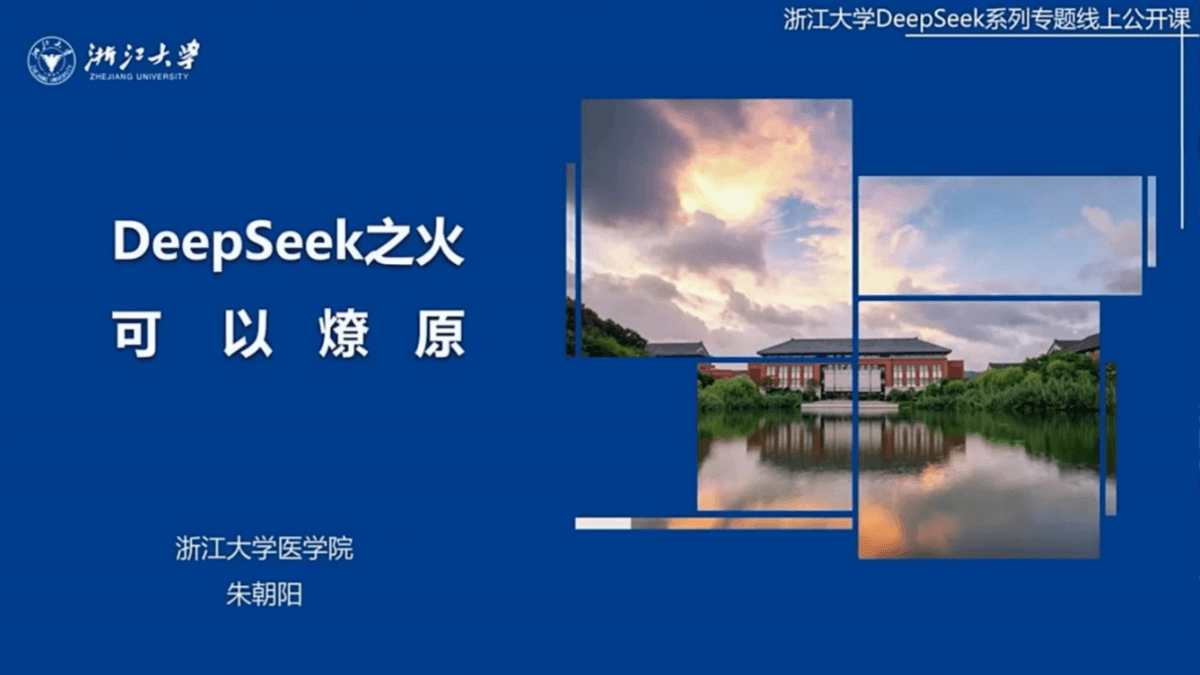 浙江大学DeepSeek系列专题线上公开课
浙江大学
ZHEJIANG UNIVERSITY
DeepSeek之火
可以燎原
浙江大学医学院
朱朝阳